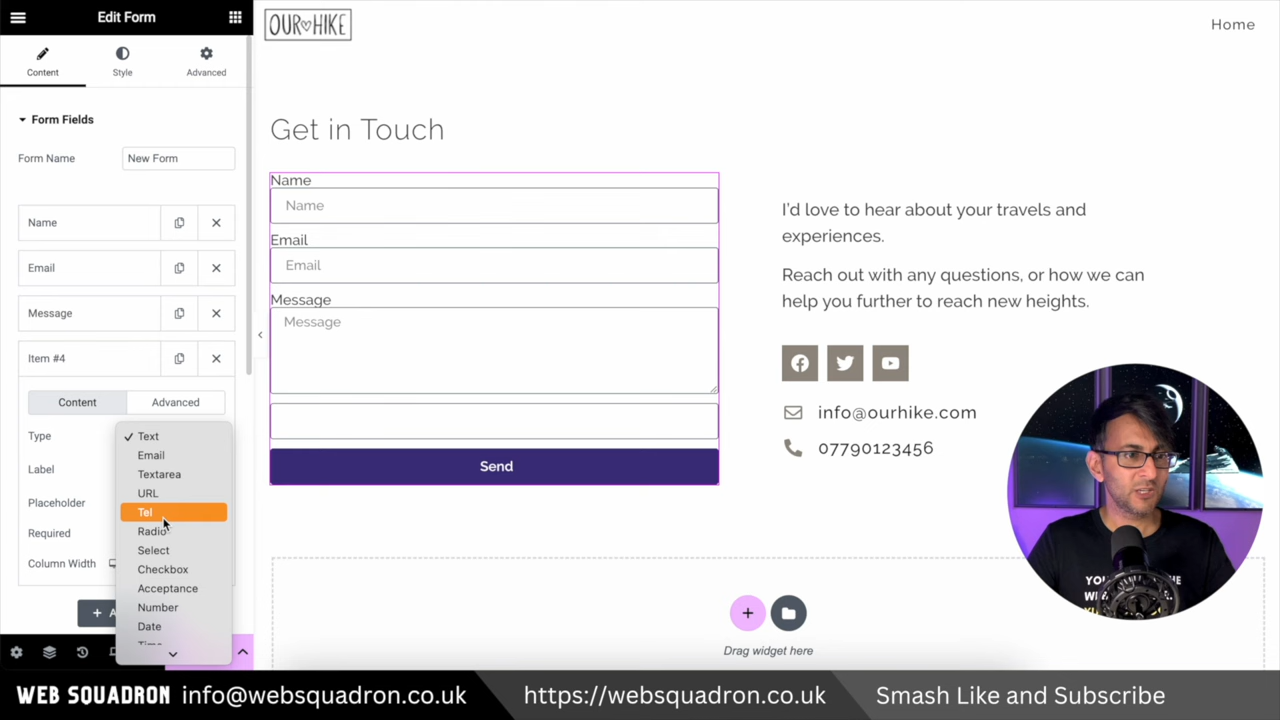 Edit Form
OUR HIKE
Home
Content
Style
Advanced
Form Fields
Form Name
New Form
Get in Touch
Name
Name
Name
Email
Email
Email
Message
Message
Message
Item #4
I'd love to hear about your travels and
experiences.
Reach out with any questions, or how we can
help you further to reach new heights.
Content
Advanced
Type
Text
Email
Textarea
URL
Tel
Radio
Select
Checkbox
Acceptance
Number
Date
Time
Label
Placeholder
Required
Column Width
Send
info@ourhike.com
07790123456
Drag widget here
WEB SQUADRON
info@websquadron.co.uk
https://websquadron.co.uk
Smash Like and Subscribe